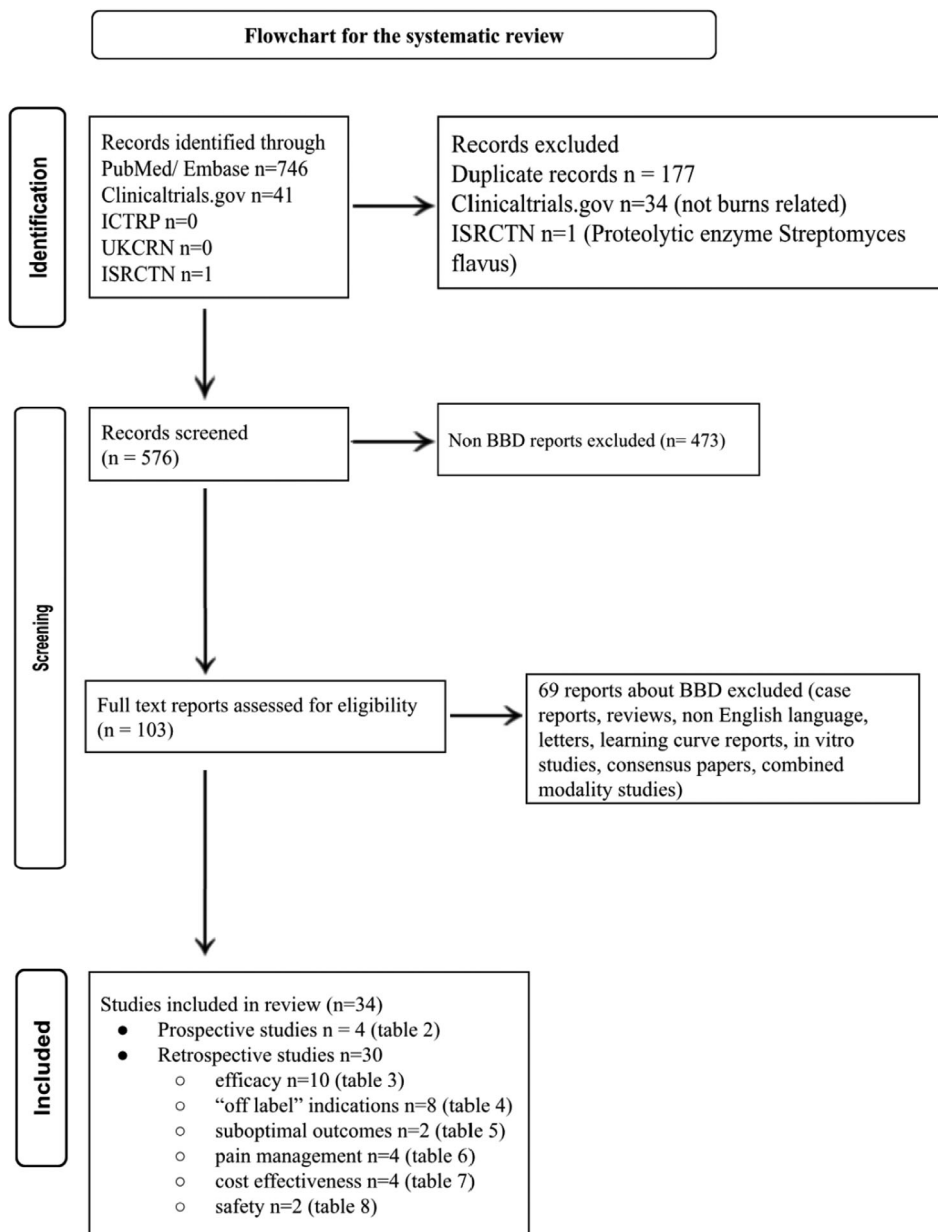 Flowchart for the systematic review
Identification
Records identified through
PubMed/ Embase n=746
Clinicaltrials.gov n=41
ICTRP n=0
UKCRN n=0
ISRCTN n=1
Records excluded
Duplicate records n = 177
Clinicaltrials.gov n=34 (not burns related)
ISRCTN n=1 (Proteolytic enzyme Streptomyces
flavus)
Screening
Records screened
(n = 576)
Non BBD reports excluded (n= 473)
Full text reports assessed for eligibility
(n = 103)
69 reports about BBD excluded (case
reports, reviews, non English language,
letters, learning curve reports, in vitro
studies, consensus papers, combined
modality studies)
Included
Studies included in review (n=34)
● Prospective studies n = 4 (table 2)
● Retrospective studies n=30
○ efficacy n=10 (table 3)
○ “off label” indications n=8 (table 4)
○ suboptimal outcomes n=2 (table 5)
○ pain management n=4 (table 6)
○ cost effectiveness n=4 (table 7)
○ safety n=2 (table 8)